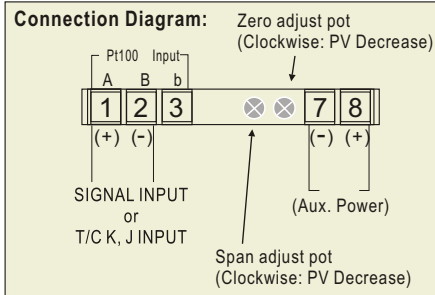 Connection Diagram:
Zero adjust pot
(Clockwise: PV Decrease)
Pt100 Input
A B b
1 2 3 7 8
(+) (-) (-) (+)
SIGNAL INPUT
or
T/C K, J INPUT
(Aux. Power)
Span adjust pot
(Clockwise: PV Decrease)